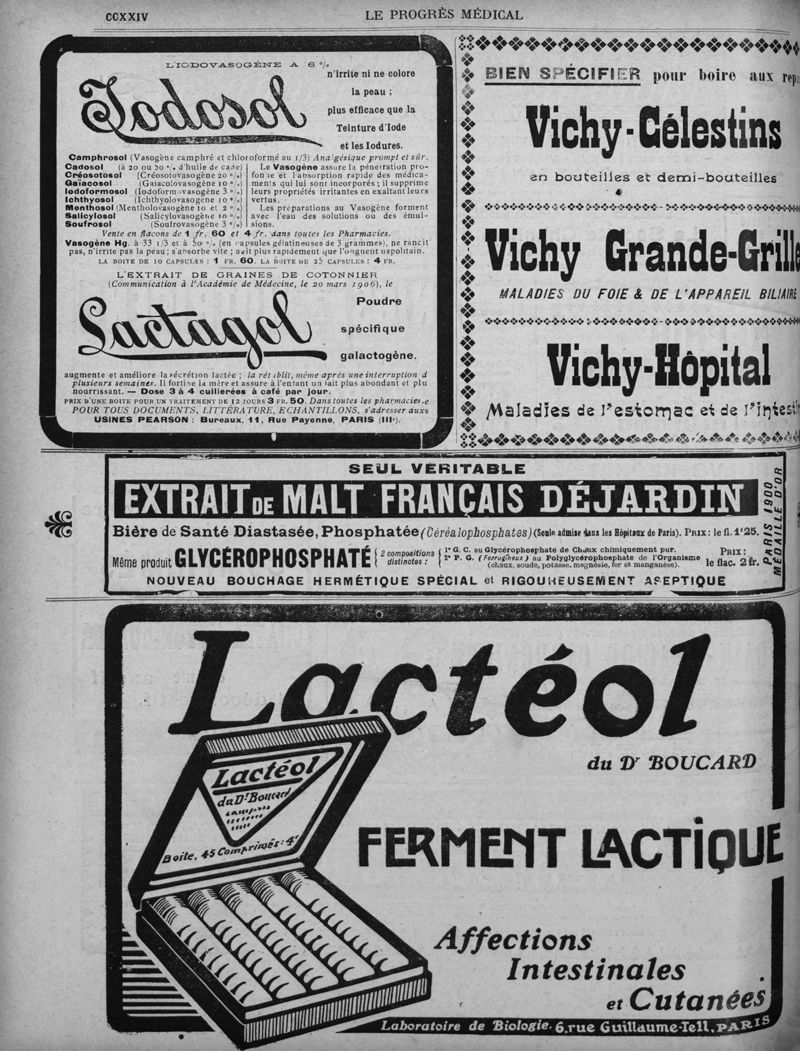 CCXXIV
LE PROGRÈS MÉDICAL
L'IODOVASOGÈNE A 6 %
Iodosol
n'irrite ni ne colore
la peau ;
plus efficace que la
Teinture d'Iode
et les Iodures.
Camphrosol (Vasogène camphré et chloroformé au 1/3) Analgésique prompt et sûr.
Cadosol (à 20 ou 50 % d'huile de cade)
Créosotosol (Créosotovasogène 20 %)
Gaïacosol (Gaiacolovasogène 10 %)
Iodoformosol (Iodoformovasogène 3 %)
Ichthyosol (Ichthyolovasogène 10 %)
Menthosol (Mentholovasogène 10 et 2 %)
Salicylosol (Salicylovasogène 10 %)
Soufrosol (Soufrovasogène 3 %)
Le Vasogène assure la pénétration pro-
fonde et l'absorption rapide des médica-
ments qui lui sont incorporés ; il supprime
leurs propriétés irritantes en exaltant leurs
vertus.
Les préparations au Vasogène forment
avec l'eau des solutions ou des émul-
sions.
Vente en flacons de 1 fr. 60 et 4 fr. dans toutes les Pharmacies.
Vasogène Hg. à 33 1/3 et à 50 % (en capsules gélatineuses de 3 grammes), ne rancit
pas, n'irrite pas la peau ; s'absorbe vite ; agit plus rapidement que l'onguent napolitain.
LA BOITE DE 10 CAPSULES : 1 FR. 60. LA BOITE DE 25 CAPSULES : 4 FR.
L'EXTRAIT DE GRAINES DE COTONNIER
(Communication à l'Académie de Médecine, le 20 mars 1906), le
Lactagol
Poudre
spécifique
galactogène.
augmente et améliore la sécrétion lactée ; la rétablit, même après une interruption d
plusieurs semaines. Il fortifie la mère et assure à l'enfant un lait plus abondant et plu
nourrissant. — Dose 3 à 4 cuillerées à café par jour.
PRIX D'UNE BOITE POUR UN TRAITEMENT DE 12 JOURS 3 FR. 50. Dans toutes les pharmacies.
POUR TOUS DOCUMENTS, LITTÉRATURE, ECHANTILLONS, s'adresser aux
USINES PEARSON : Bureaux, 11, Rue Payenne, PARIS (IIIe).
BIEN SPÉCIFIER pour boire aux rep
Vichy-Célestins
en bouteilles et demi-bouteilles
Vichy Grande-Grille
MALADIES DU FOIE & DE L'APPAREIL BILIAIRE
Vichy-Hôpital
Maladies de l'estomac et de l'intesti
SEUL VÉRITABLE
EXTRAIT DE MALT FRANÇAIS DÉJARDIN
Bière de Santé Diastasée, Phosphatée (Céréalophosphates) (Seule admise dans les Hôpitaux de Paris). PRIX : le fl. 1f25.
Même produit GLYCÉROPHOSPHATÉ { 2 compositions distinctes : {
1° G. C. au Glycérophosphate de Chaux chimiquement pur.
2° P. G. (Ferrugineux) au Polyglycérophosphate de l'Organisme
(chaux, soude, potasse, magnésie, fer et manganèse).
PRIX :
le flac. 2 fr.
NOUVEAU BOUCHAGE HERMÉTIQUE SPÉCIAL et RIGOUREUSEMENT ASEPTIQUE
PARIS 1900
MÉDAILLE D'OR
Lactéol
du Dr BOUCARD
Lactéol
du Dr Boucard
Boite, 45 Comprimés : 4f
FERMENT LACTIQUE
Affections
Intestinales
et Cutanées
Laboratoire de Biologie. 6, rue Guillaume-Tell, PARIS